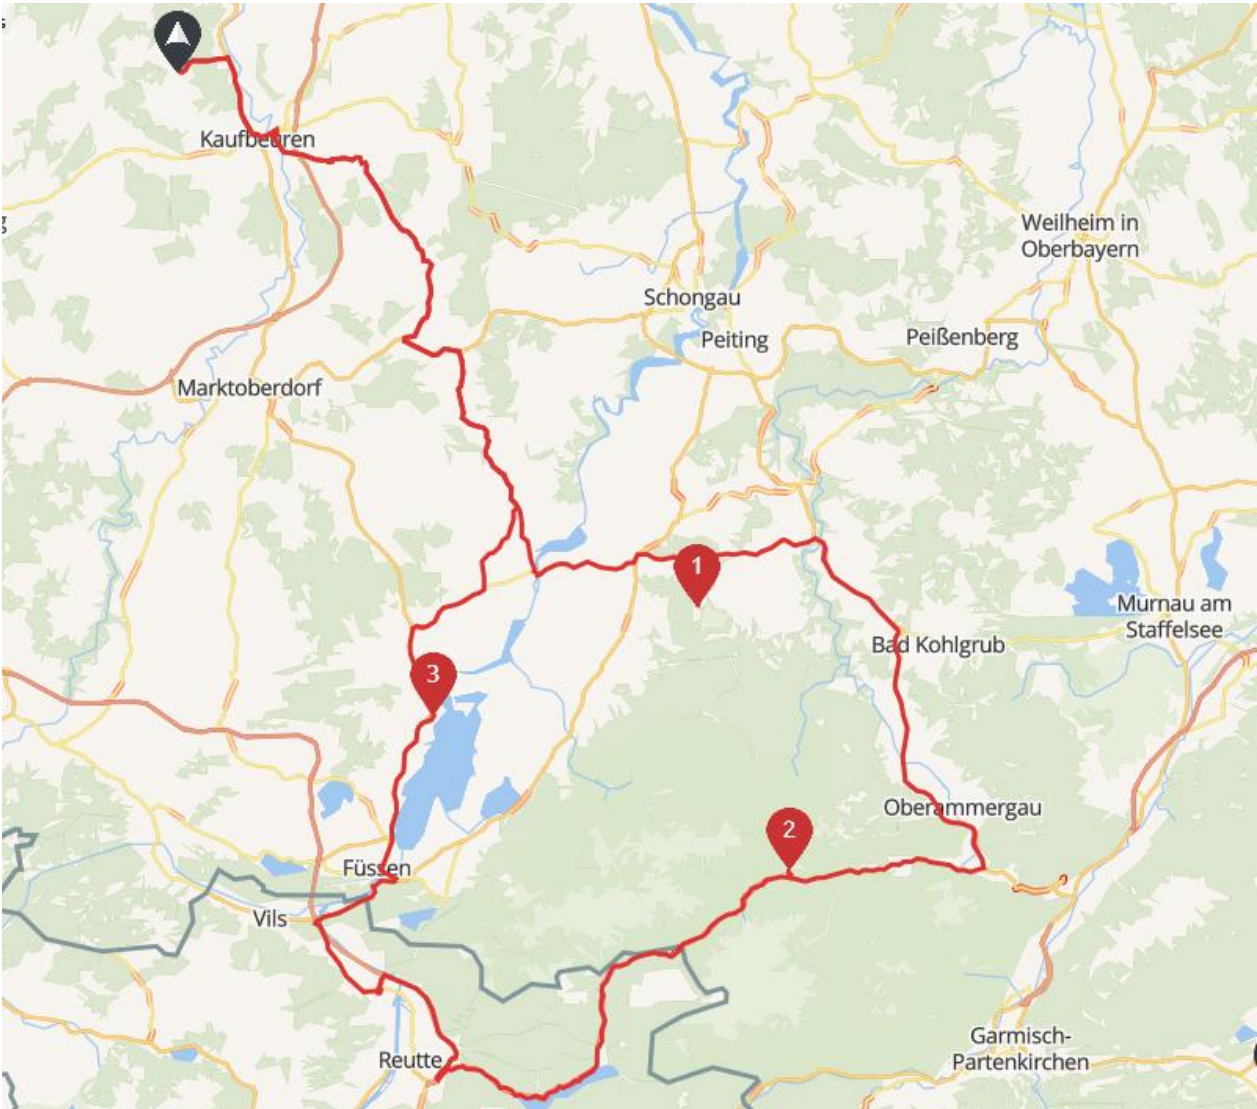 Kaufbeuren
Weilheim in
Oberbayern
Schongau
Peiting
Peißenberg
Marktoberdorf
1
Murnau am
Staffelsee
Bad Kohlgrub
3
Oberammergau
2
Füssen
Vils
Reutte
Garmisch-
Partenkirchen